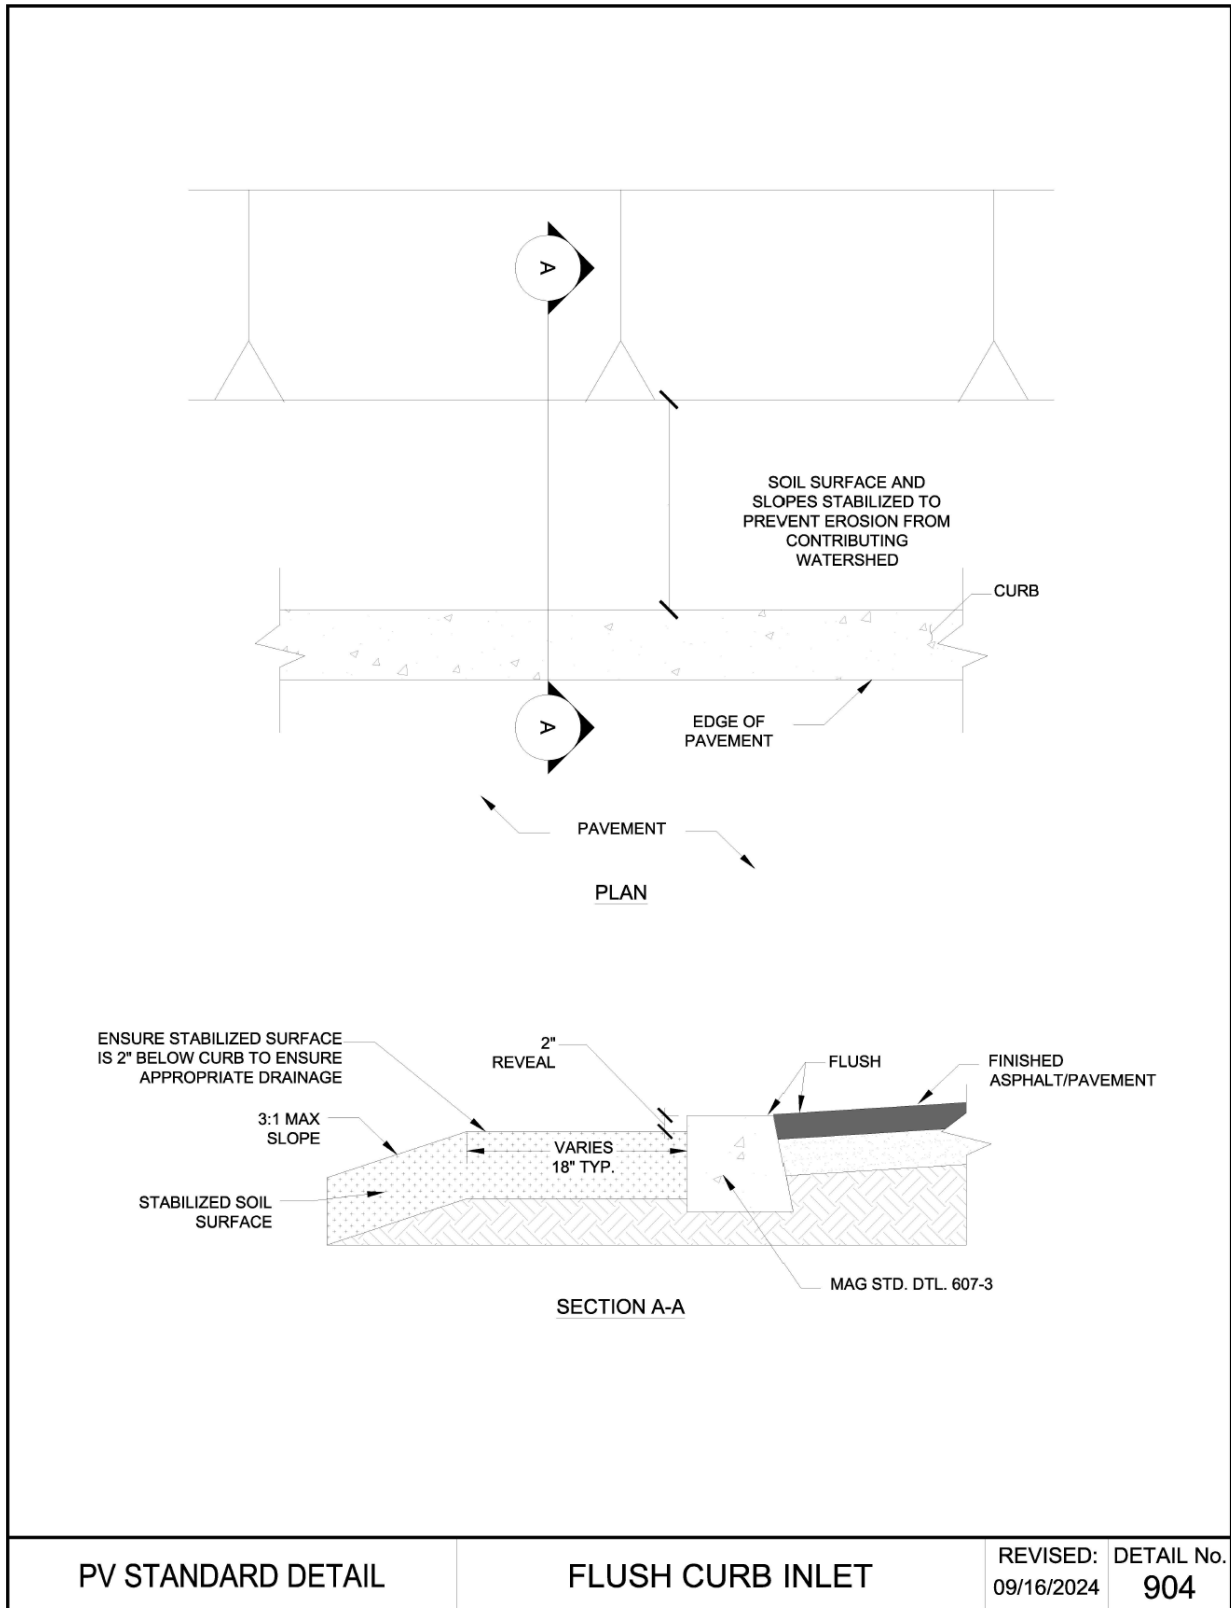 A
SOIL SURFACE AND
SLOPES STABILIZED TO
PREVENT EROSION FROM
CONTRIBUTING
WATERSHED
CURB
A
EDGE OF
PAVEMENT
PAVEMENT
PLAN
ENSURE STABILIZED SURFACE
IS 2" BELOW CURB TO ENSURE
APPROPRIATE DRAINAGE
2"
REVEAL
FLUSH
FINISHED
ASPHALT/PAVEMENT
3:1 MAX
SLOPE
VARIES
18" TYP.
STABILIZED SOIL
SURFACE
MAG STD. DTL. 607-3
SECTION A-A
PV STANDARD DETAIL
FLUSH CURB INLET
REVISED:
09/16/2024
DETAIL No.
904